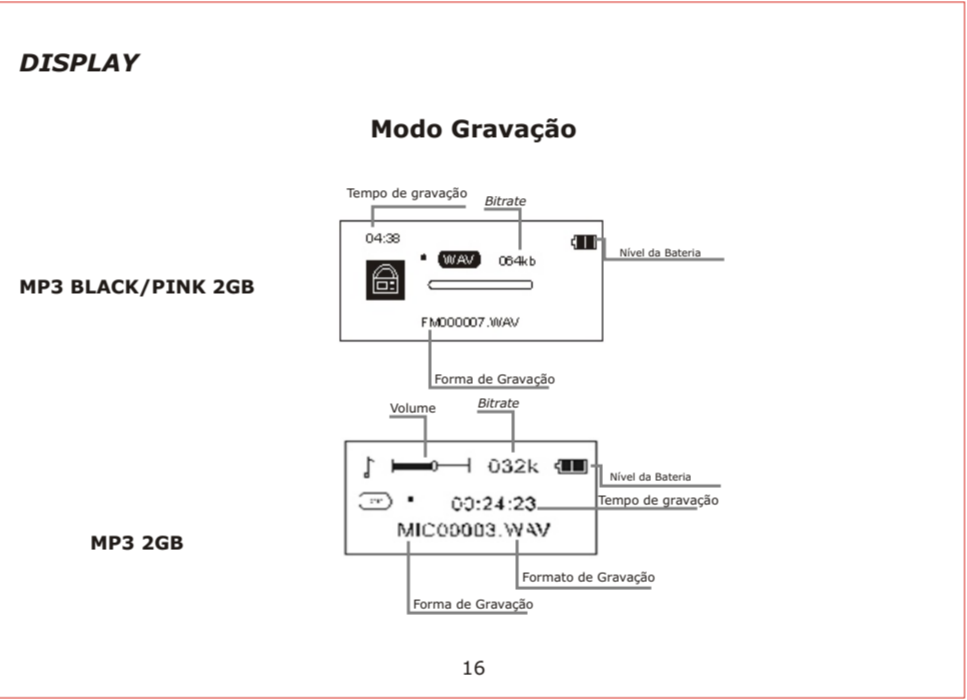 DISPLAY
Modo Gravação
Tempo de gravação
Bitrate
04:38
WAV 064kb
Nível da Bateria
MP3 BLACK/PINK 2GB
FM000007.WAV
Forma de Gravação
Volume
Bitrate
032k
Nível da Bateria
00:24:23
Tempo de gravação
MIC00003.WAV
MP3 2GB
Formato de Gravação
Forma de Gravação
16